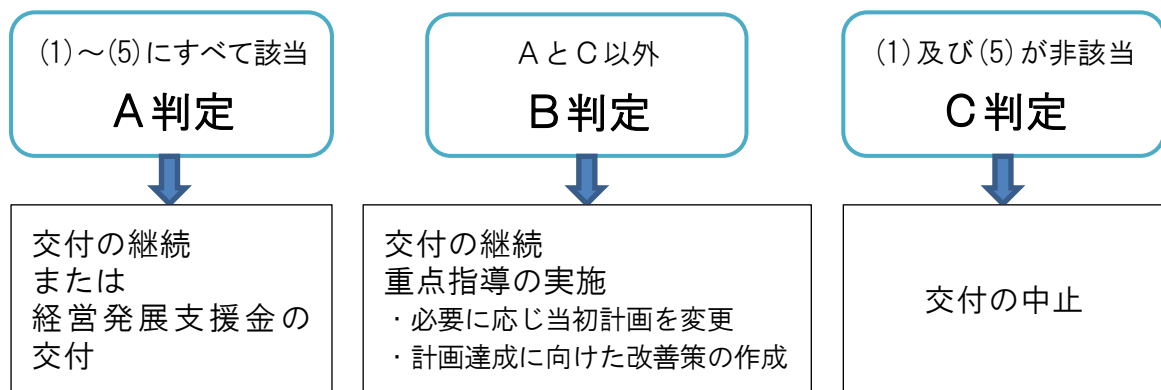 (1)～(5)にすべて該当
A判定
AとC以外
B判定
(1)及び(5)が非該当
C判定
交付の継続
または
経営発展支援金の
交付
交付の継続
重点指導の実施
・必要に応じ当初計画を変更
・計画達成に向けた改善策の作成
交付の中止